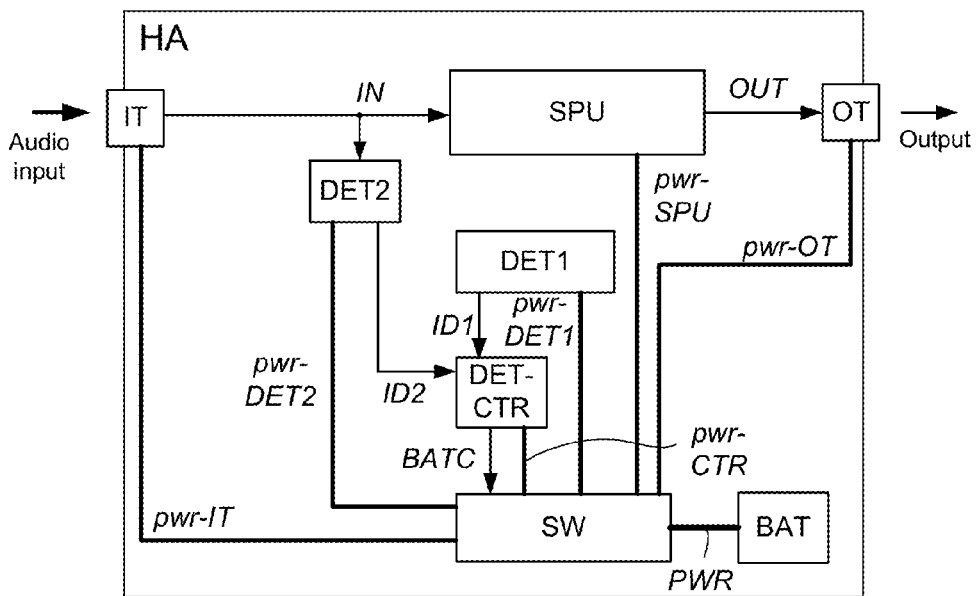 HA
IN
OUT
IT
SPU
OT
Audio
input
Output
DET2
pwr-
SPU
DET1
pwr-OT
ID1
pwr-
DET1
pwr-
DET2
ID2
DET-
CTR
BATC
pwr-
CTR
pwr-IT
SW
BAT
PWR